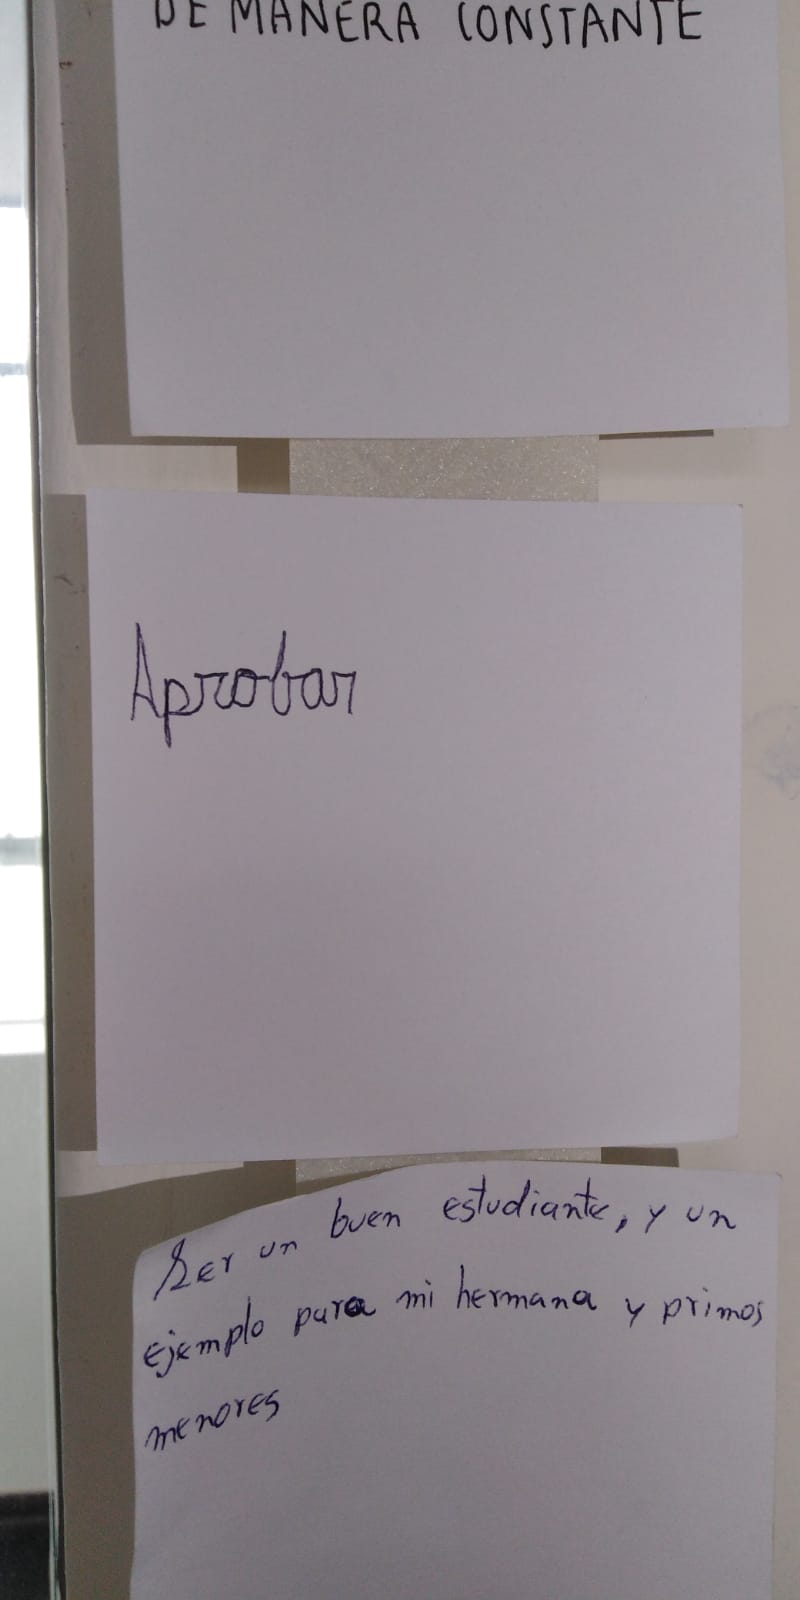 DE MANERA CONSTANTE
Aprobar
Ser un buen estudiante, y un
ejemplo para mi hermana y primos
menores